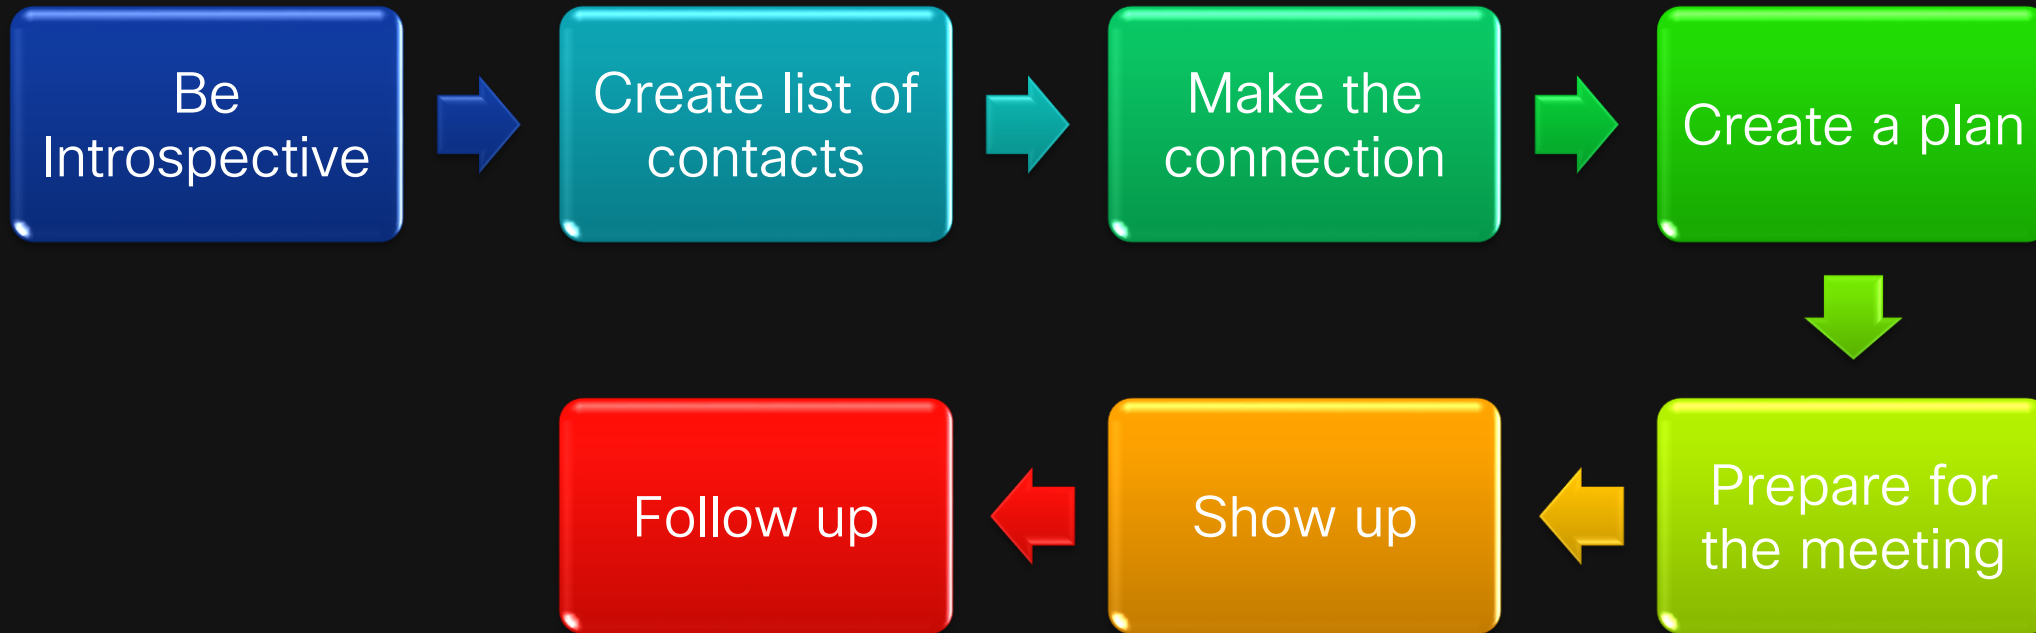 Be
Introspective
Create list of
contacts
Make the
connection
Create a plan
Prepare for
the meeting
Show up
Follow up